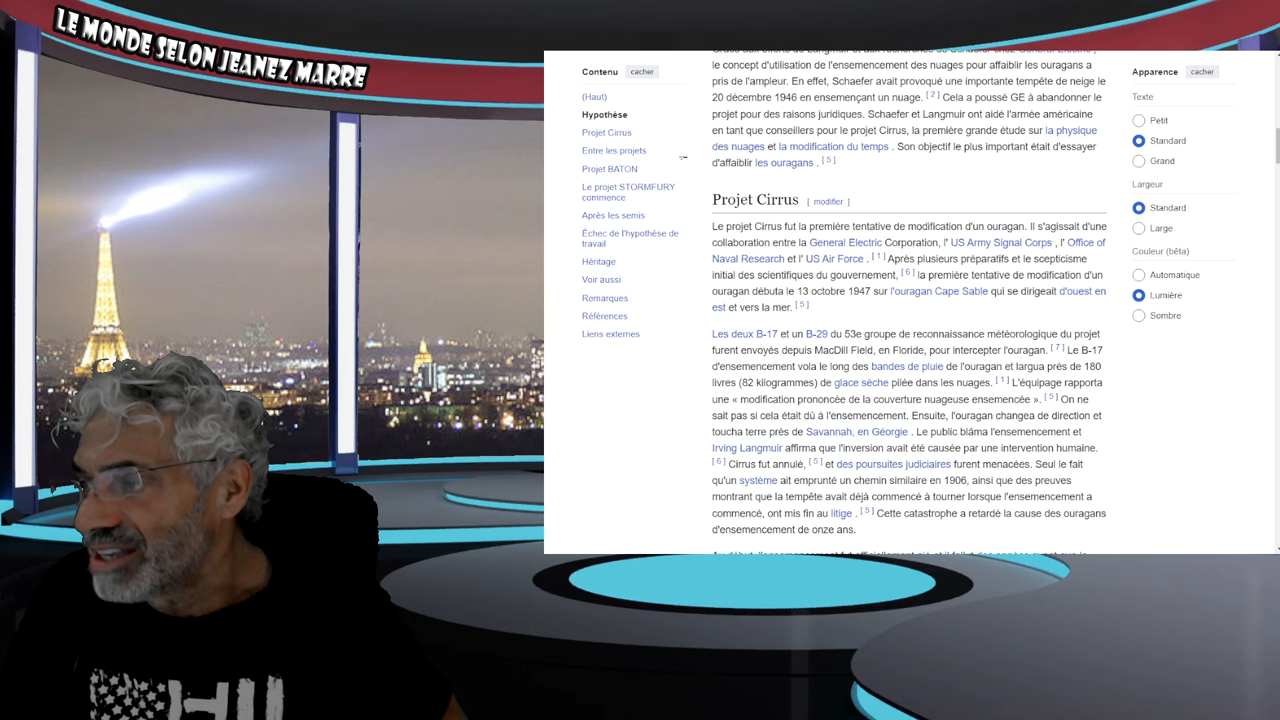 LE MONDE SELON JEANEZ MARRE
Contenu cacher
(Haut)
Hypothèse
Projet Cirrus
Entre les projets
Projet BATON
Le projet STORMFURY
commence
Après les semis
Échec de l'hypothèse de
travail
Héritage
Voir aussi
Remarques
Références
Liens externes
le concept d'utilisation de l'ensemencement des nuages pour affaiblir les ouragans a
pris de l'ampleur. En effet, Schaefer avait provoqué une importante tempête de neige le
20 décembre 1946 en ensemençant un nuage. [ 2 ] Cela a poussé GE à abandonner le
projet pour des raisons juridiques. Schaefer et Langmuir ont aidé l'armée américaine
en tant que conseillers pour le projet Cirrus, la première grande étude sur la physique
des nuages et la modification du temps . Son objectif le plus important était d'essayer
d'affaiblir les ouragans . [ 5 ]
Projet Cirrus [ modifier ]
Le projet Cirrus fut la première tentative de modification d'un ouragan. Il s'agissait d'une
collaboration entre la General Electric Corporation, l' US Army Signal Corps , l' Office of
Naval Research et l' US Air Force . [ 1 ] Après plusieurs préparatifs et le scepticisme
initial des scientifiques du gouvernement, [ 6 ] la première tentative de modification d'un
ouragan débuta le 13 octobre 1947 sur l'ouragan Cape Sable qui se dirigeait d'ouest en
est et vers la mer. [ 5 ]
Les deux B-17 et un B-29 du 53e groupe de reconnaissance météorologique du projet
furent envoyés depuis MacDill Field, en Floride, pour intercepter l'ouragan. [ 7 ] Le B-17
d'ensemencement vola le long des bandes de pluie de l'ouragan et largua près de 180
livres (82 kilogrammes) de glace sèche pilée dans les nuages. [ 1 ] L'équipage rapporta
une « modification prononcée de la couverture nuageuse ensemencée ». [ 5 ] On ne
sait pas si cela était dû à l'ensemencement. Ensuite, l'ouragan changea de direction et
toucha terre près de Savannah, en Géorgie . Le public blâma l'ensemencement et
Irving Langmuir affirma que l'inversion avait été causée par une intervention humaine.
[ 6 ] Cirrus fut annulé, [ 5 ] et des poursuites judiciaires furent menacées. Seul le fait
qu'un système ait emprunté un chemin similaire en 1906, ainsi que des preuves
montrant que la tempête avait déjà commencé à tourner lorsque l'ensemencement a
commencé, ont mis fin au litige . [ 5 ] Cette catastrophe a retardé la cause des ouragans
d'ensemencement de onze ans.
Apparence cacher
Texte
Petit
Standard
Grand
Largeur
Standard
Large
Couleur (bêta)
Automatique
Lumière
Sombre